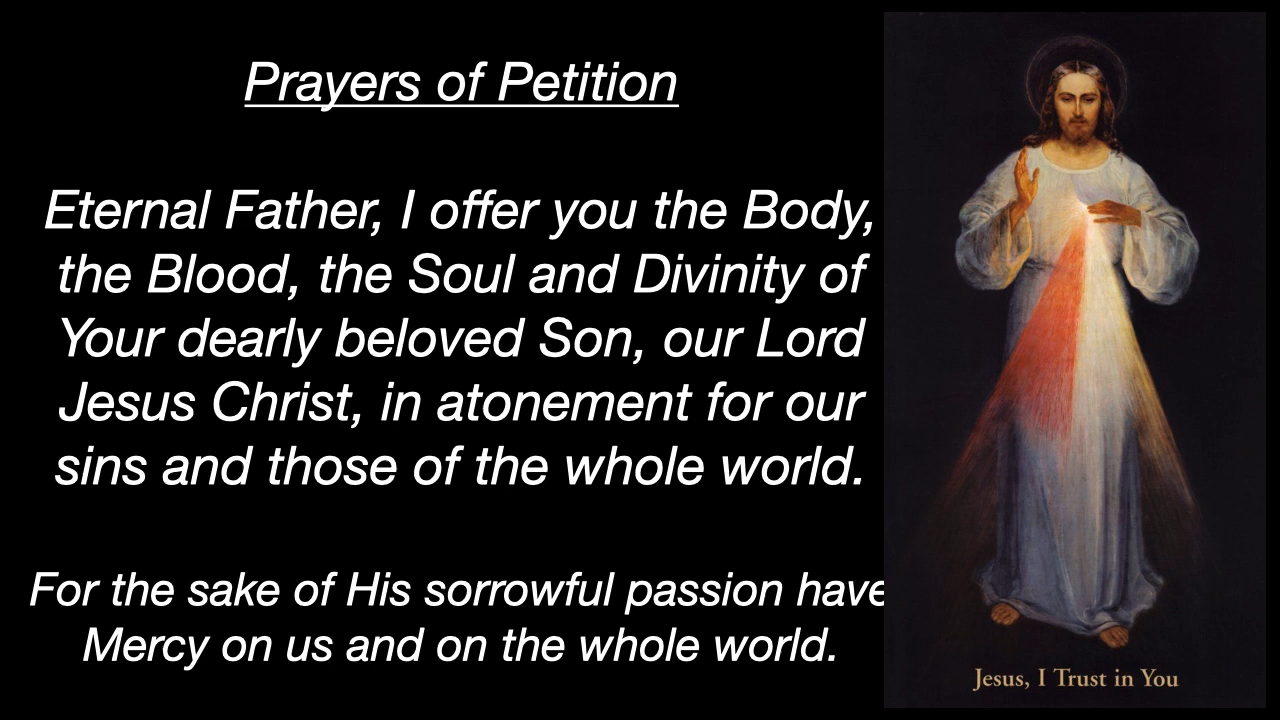 Prayers of Petition
Eternal Father, I offer you the Body,
the Blood, the Soul and Divinity of
Your dearly beloved Son, our Lord
Jesus Christ, in atonement for our
sins and those of the whole world.
For the sake of His sorrowful passion have
Mercy on us and on the whole world.
Jesus, I Trust in You